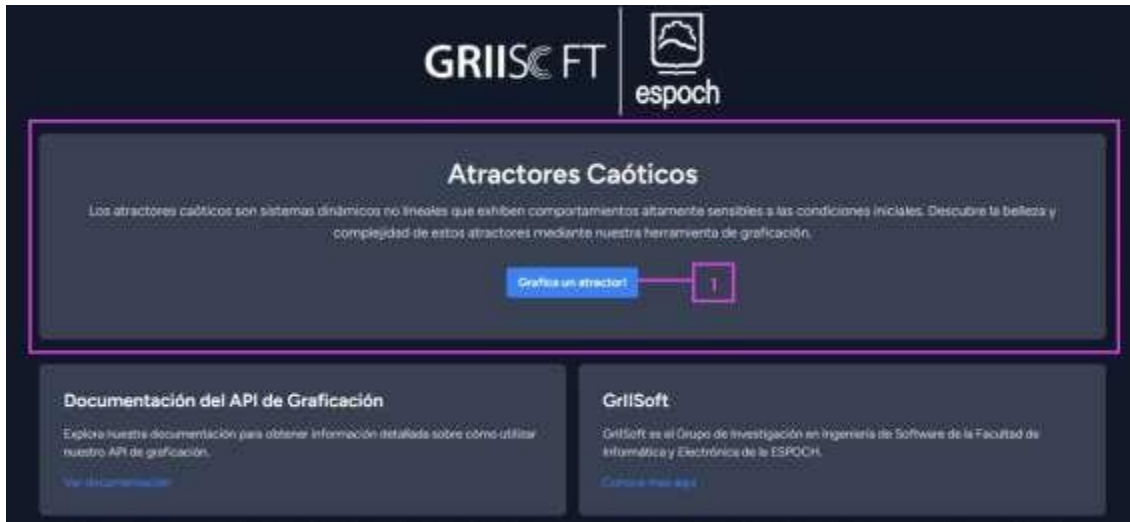 GRIISOFT
espoch
Atractores Caóticos
Los atractores caóticos son sistemas dinámicos no lineales que exhiben comportamientos altamente sensibles a las condiciones iniciales. Descubre la belleza y
complejidad de estos atractores mediante nuestra herramienta de graficación.
Grafica un atractor!
1
Documentación del API de Graficación
GrIISoft
Explora nuestra documentación para obtener información detallada sobre cómo utilizar
nuestro API de graficación.
GrIISoft es el Grupo de Investigación en Ingeniería de Software de la Facultad de
Informática y Electrónica de la ESPOCH.
Ver documentación
Conoce mas aquí